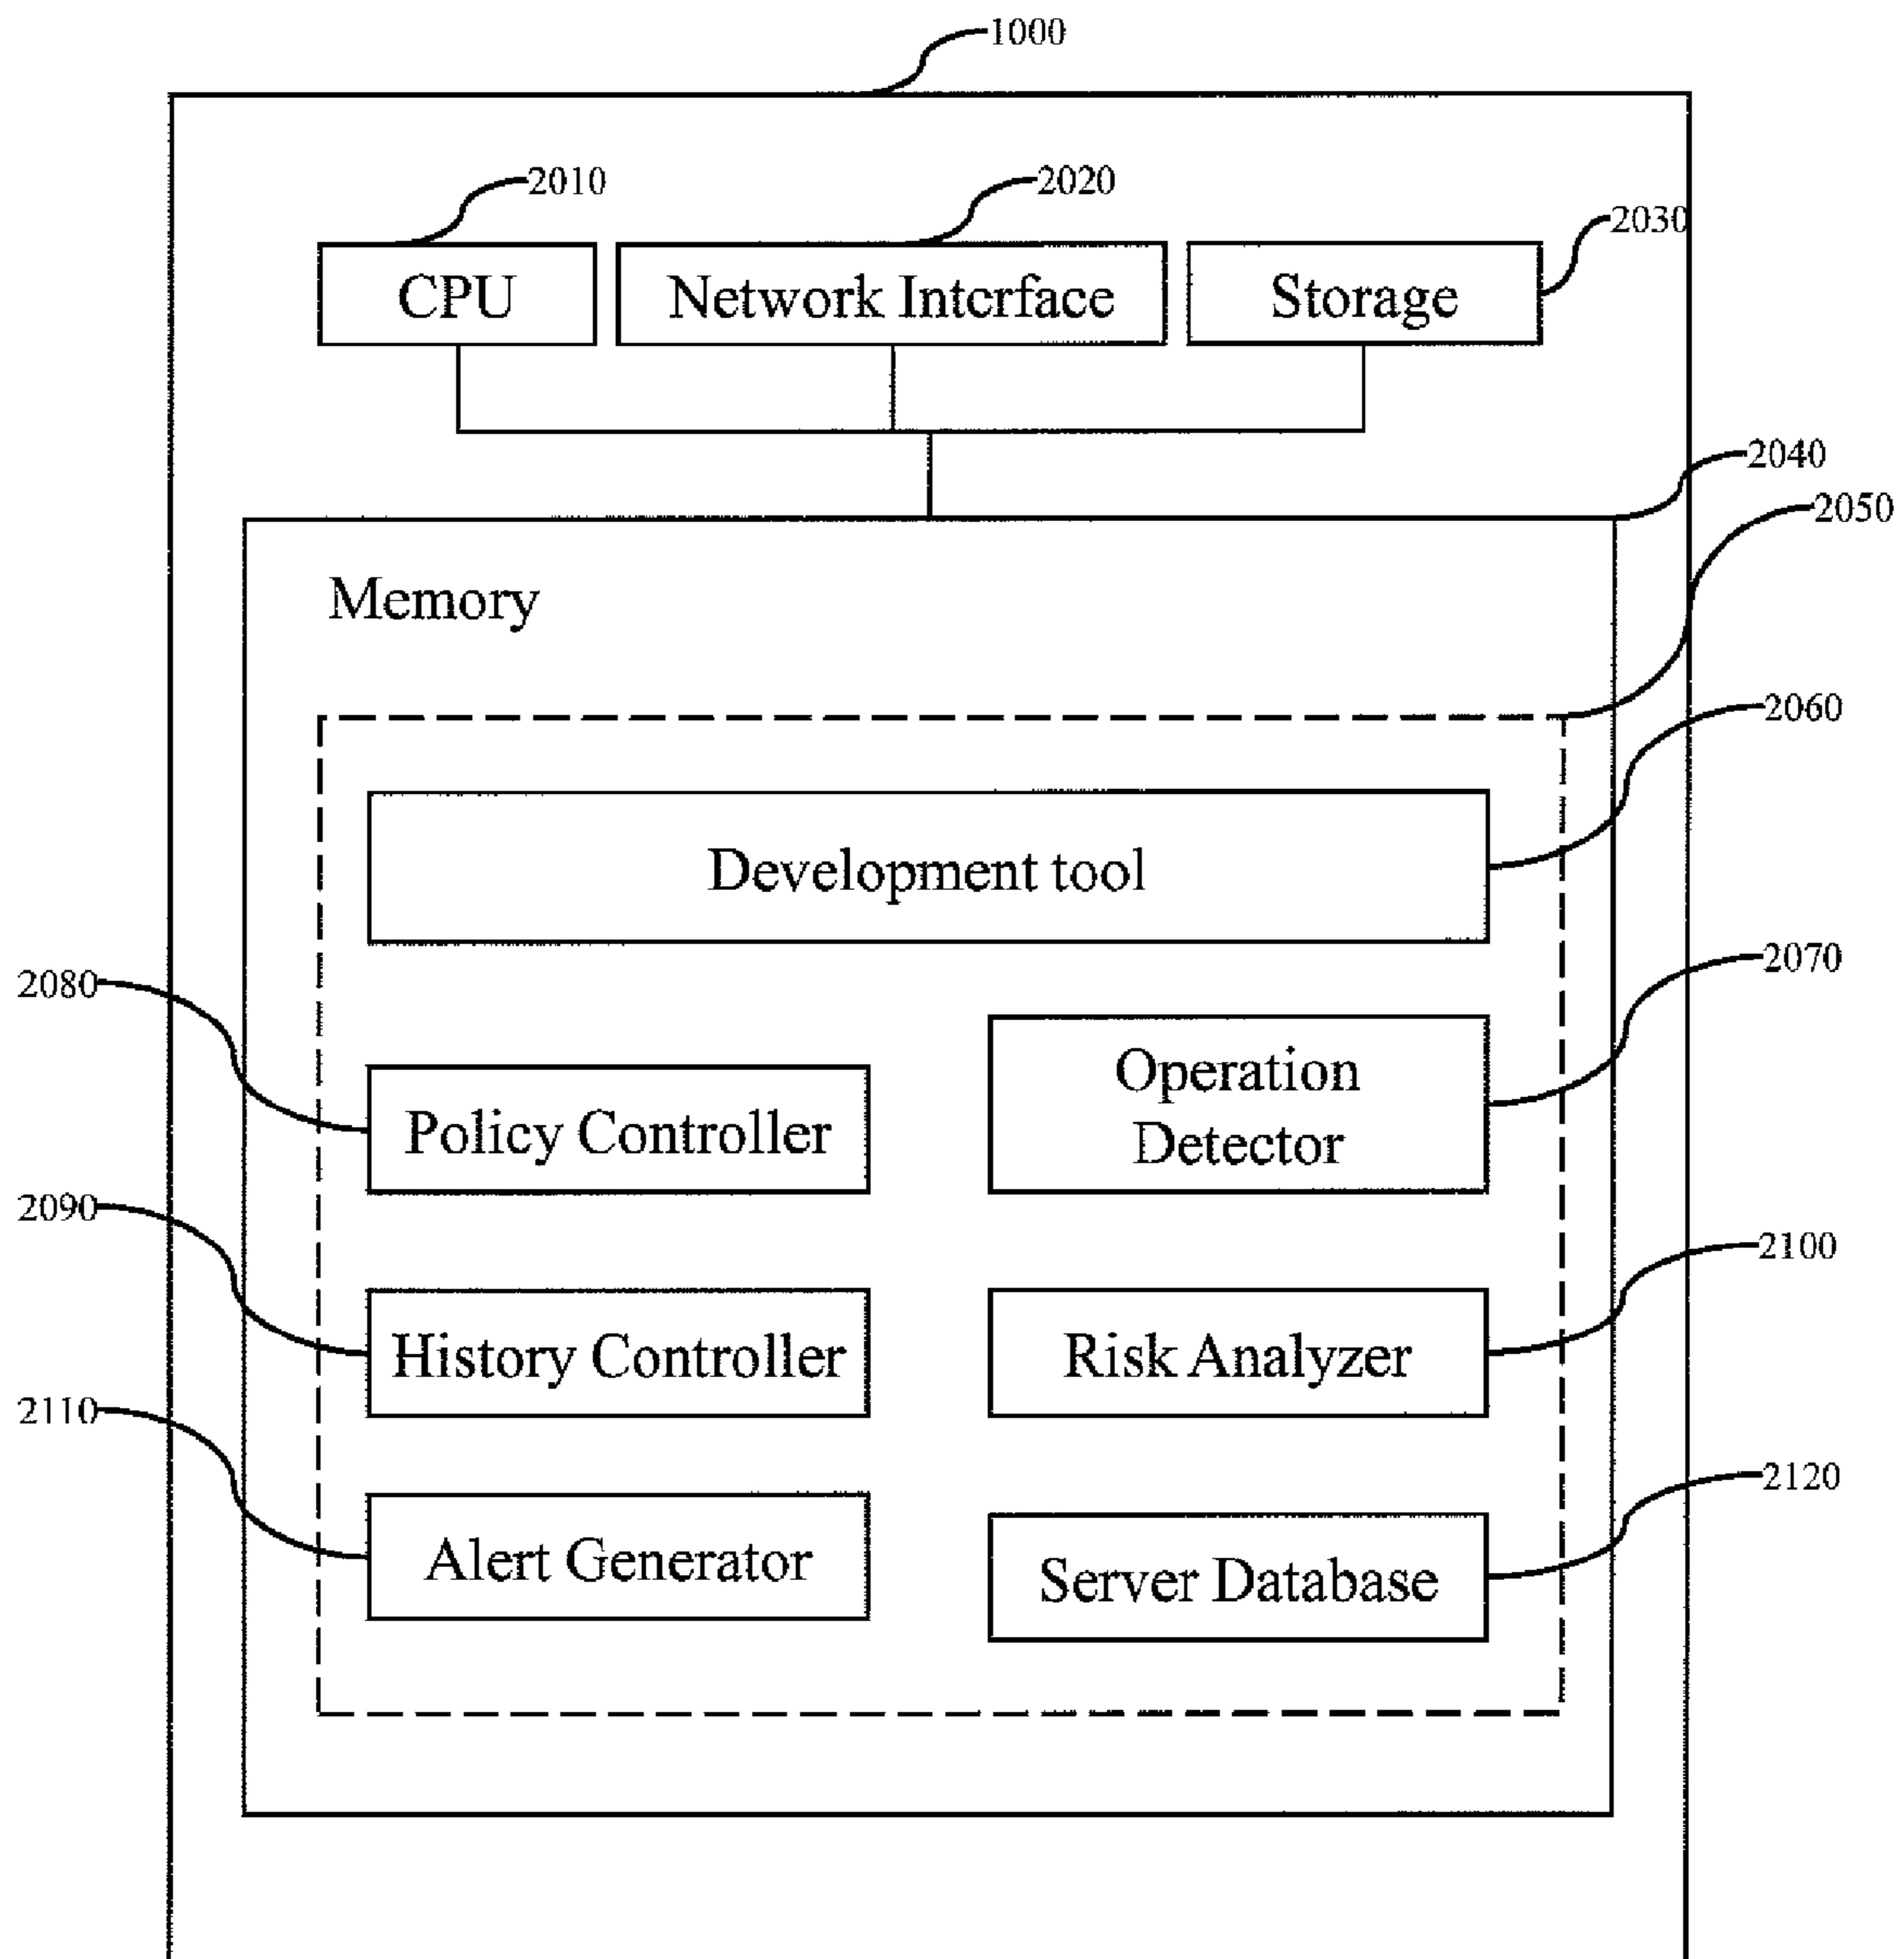 1000
2010
2020
2030
CPU
Network Interface
Storage
2040
2050
Memory
2060
Development tool
2080
2070
Policy Controller
Operation
Detector
2090
2100
History Controller
Risk Analyzer
2110
2120
Alert Generator
Server Database